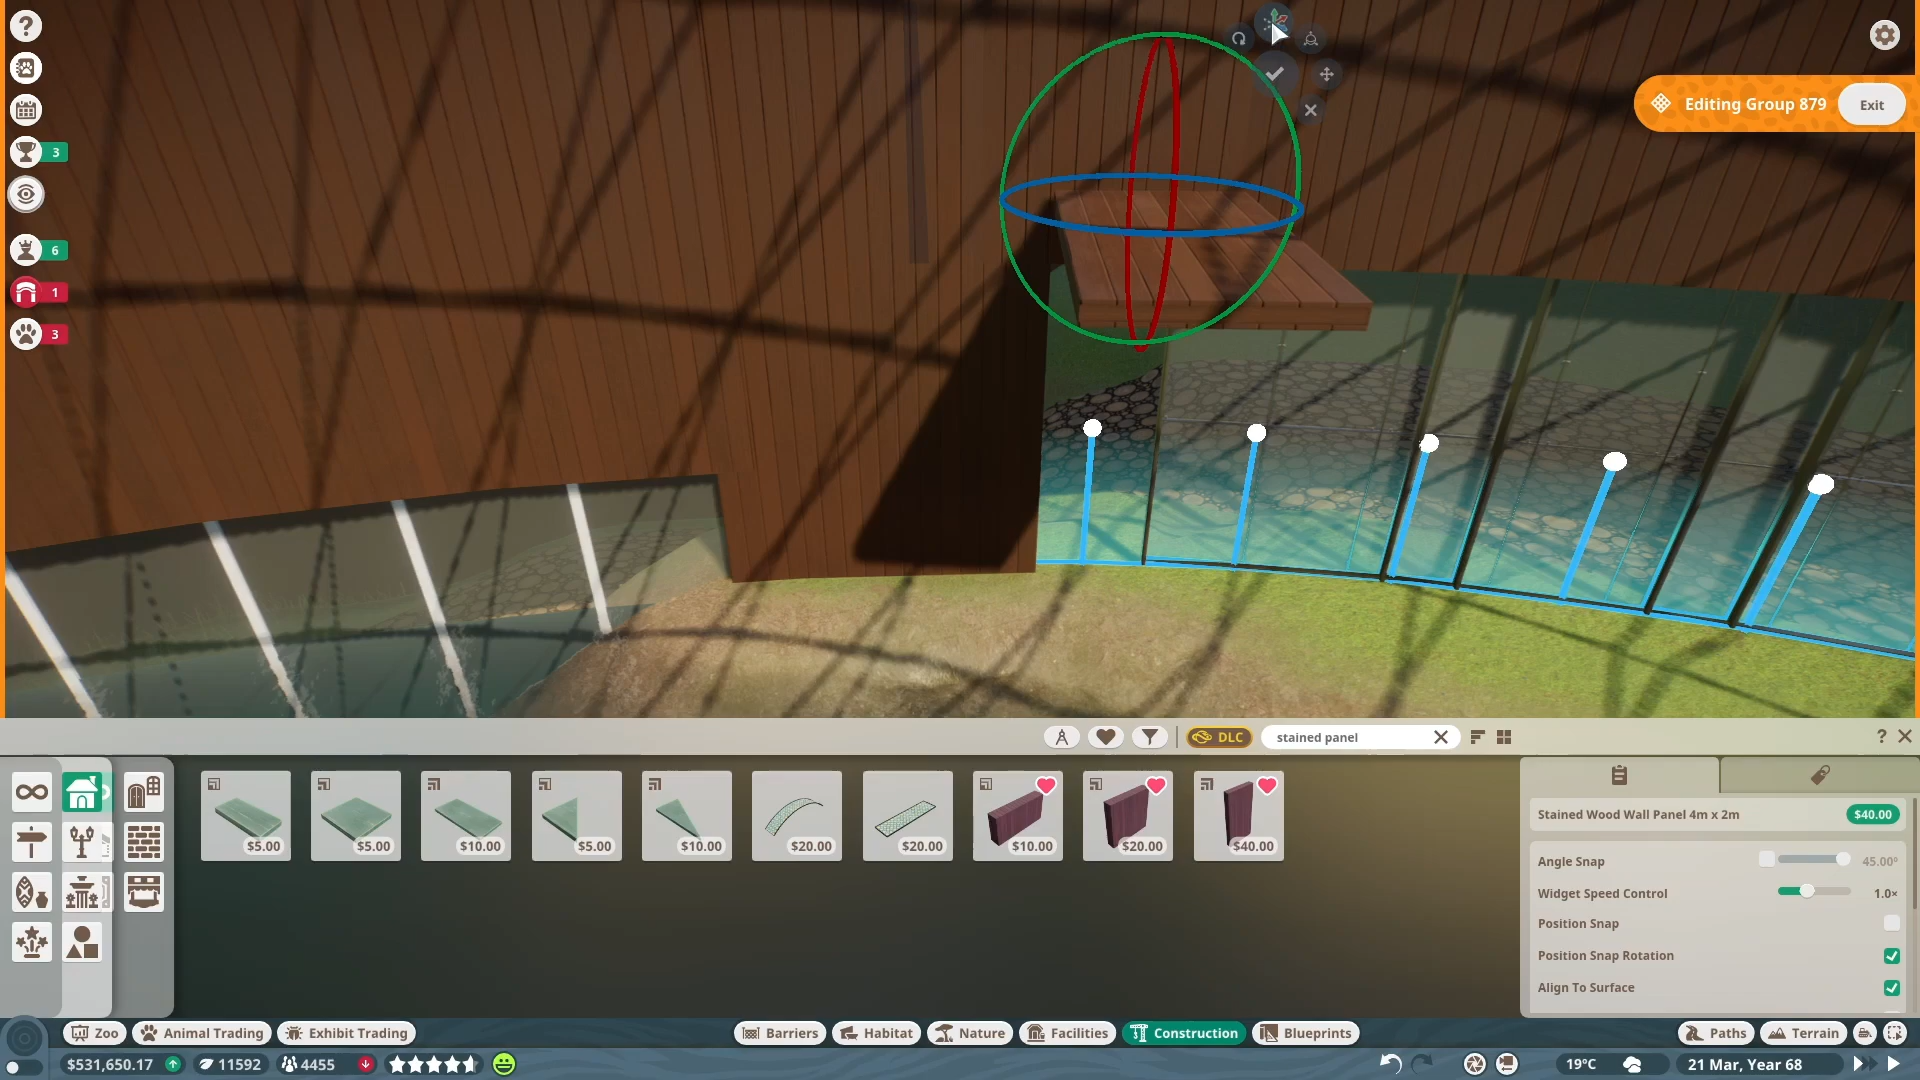 Editing Group 879
Exit
3
6
1
3
DLC
stained panel
$5.00
$5.00
$10.00
$5.00
$10.00
$20.00
$20.00
$10.00
$20.00
$40.00
Stained Wood Wall Panel 4m x 2m
$40.00
Angle Snap
45.00°
Widget Speed Control
1.0×
Position Snap
Position Snap Rotation
Align To Surface
Zoo
Animal Trading
Exhibit Trading
Barriers
Habitat
Nature
Facilities
Construction
Blueprints
Paths
Terrain
$531,650.17
11592
4455
19°C
21 Mar, Year 68